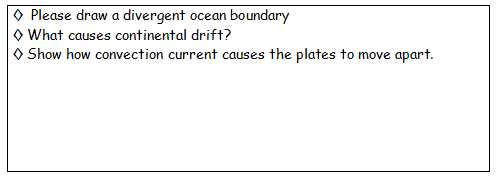 ◊ Please draw a divergent ocean boundary
◊ What causes continental drift?
◊ Show how convection current causes the plates to move apart.